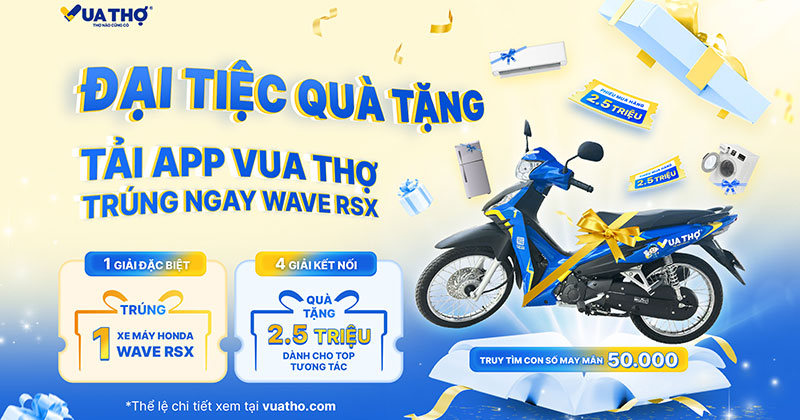 VUA THỢ®
THỢ NÀO CŨNG CÓ
ĐẠI TIỆC QUÀ TẶNG
TẢI APP VUA THỢ
TRÚNG NGAY WAVE RSX
PHIẾU MUA HÀNG
2.5 TRIỆU
PHIẾU MUA HÀNG
2.5 TRIỆU
VUA THỢ
1 GIẢI ĐẶC BIỆT
TRÚNG
1 XE MÁY HONDA
WAVE RSX
4 GIẢI KẾT NỐI
QUÀ
TẶNG
2.5 TRIỆU
DÀNH CHO TOP
TƯƠNG TÁC
TRUY TÌM CON SỐ MAY MẮN 50.000
*Thể lệ chi tiết xem tại vuatho.com